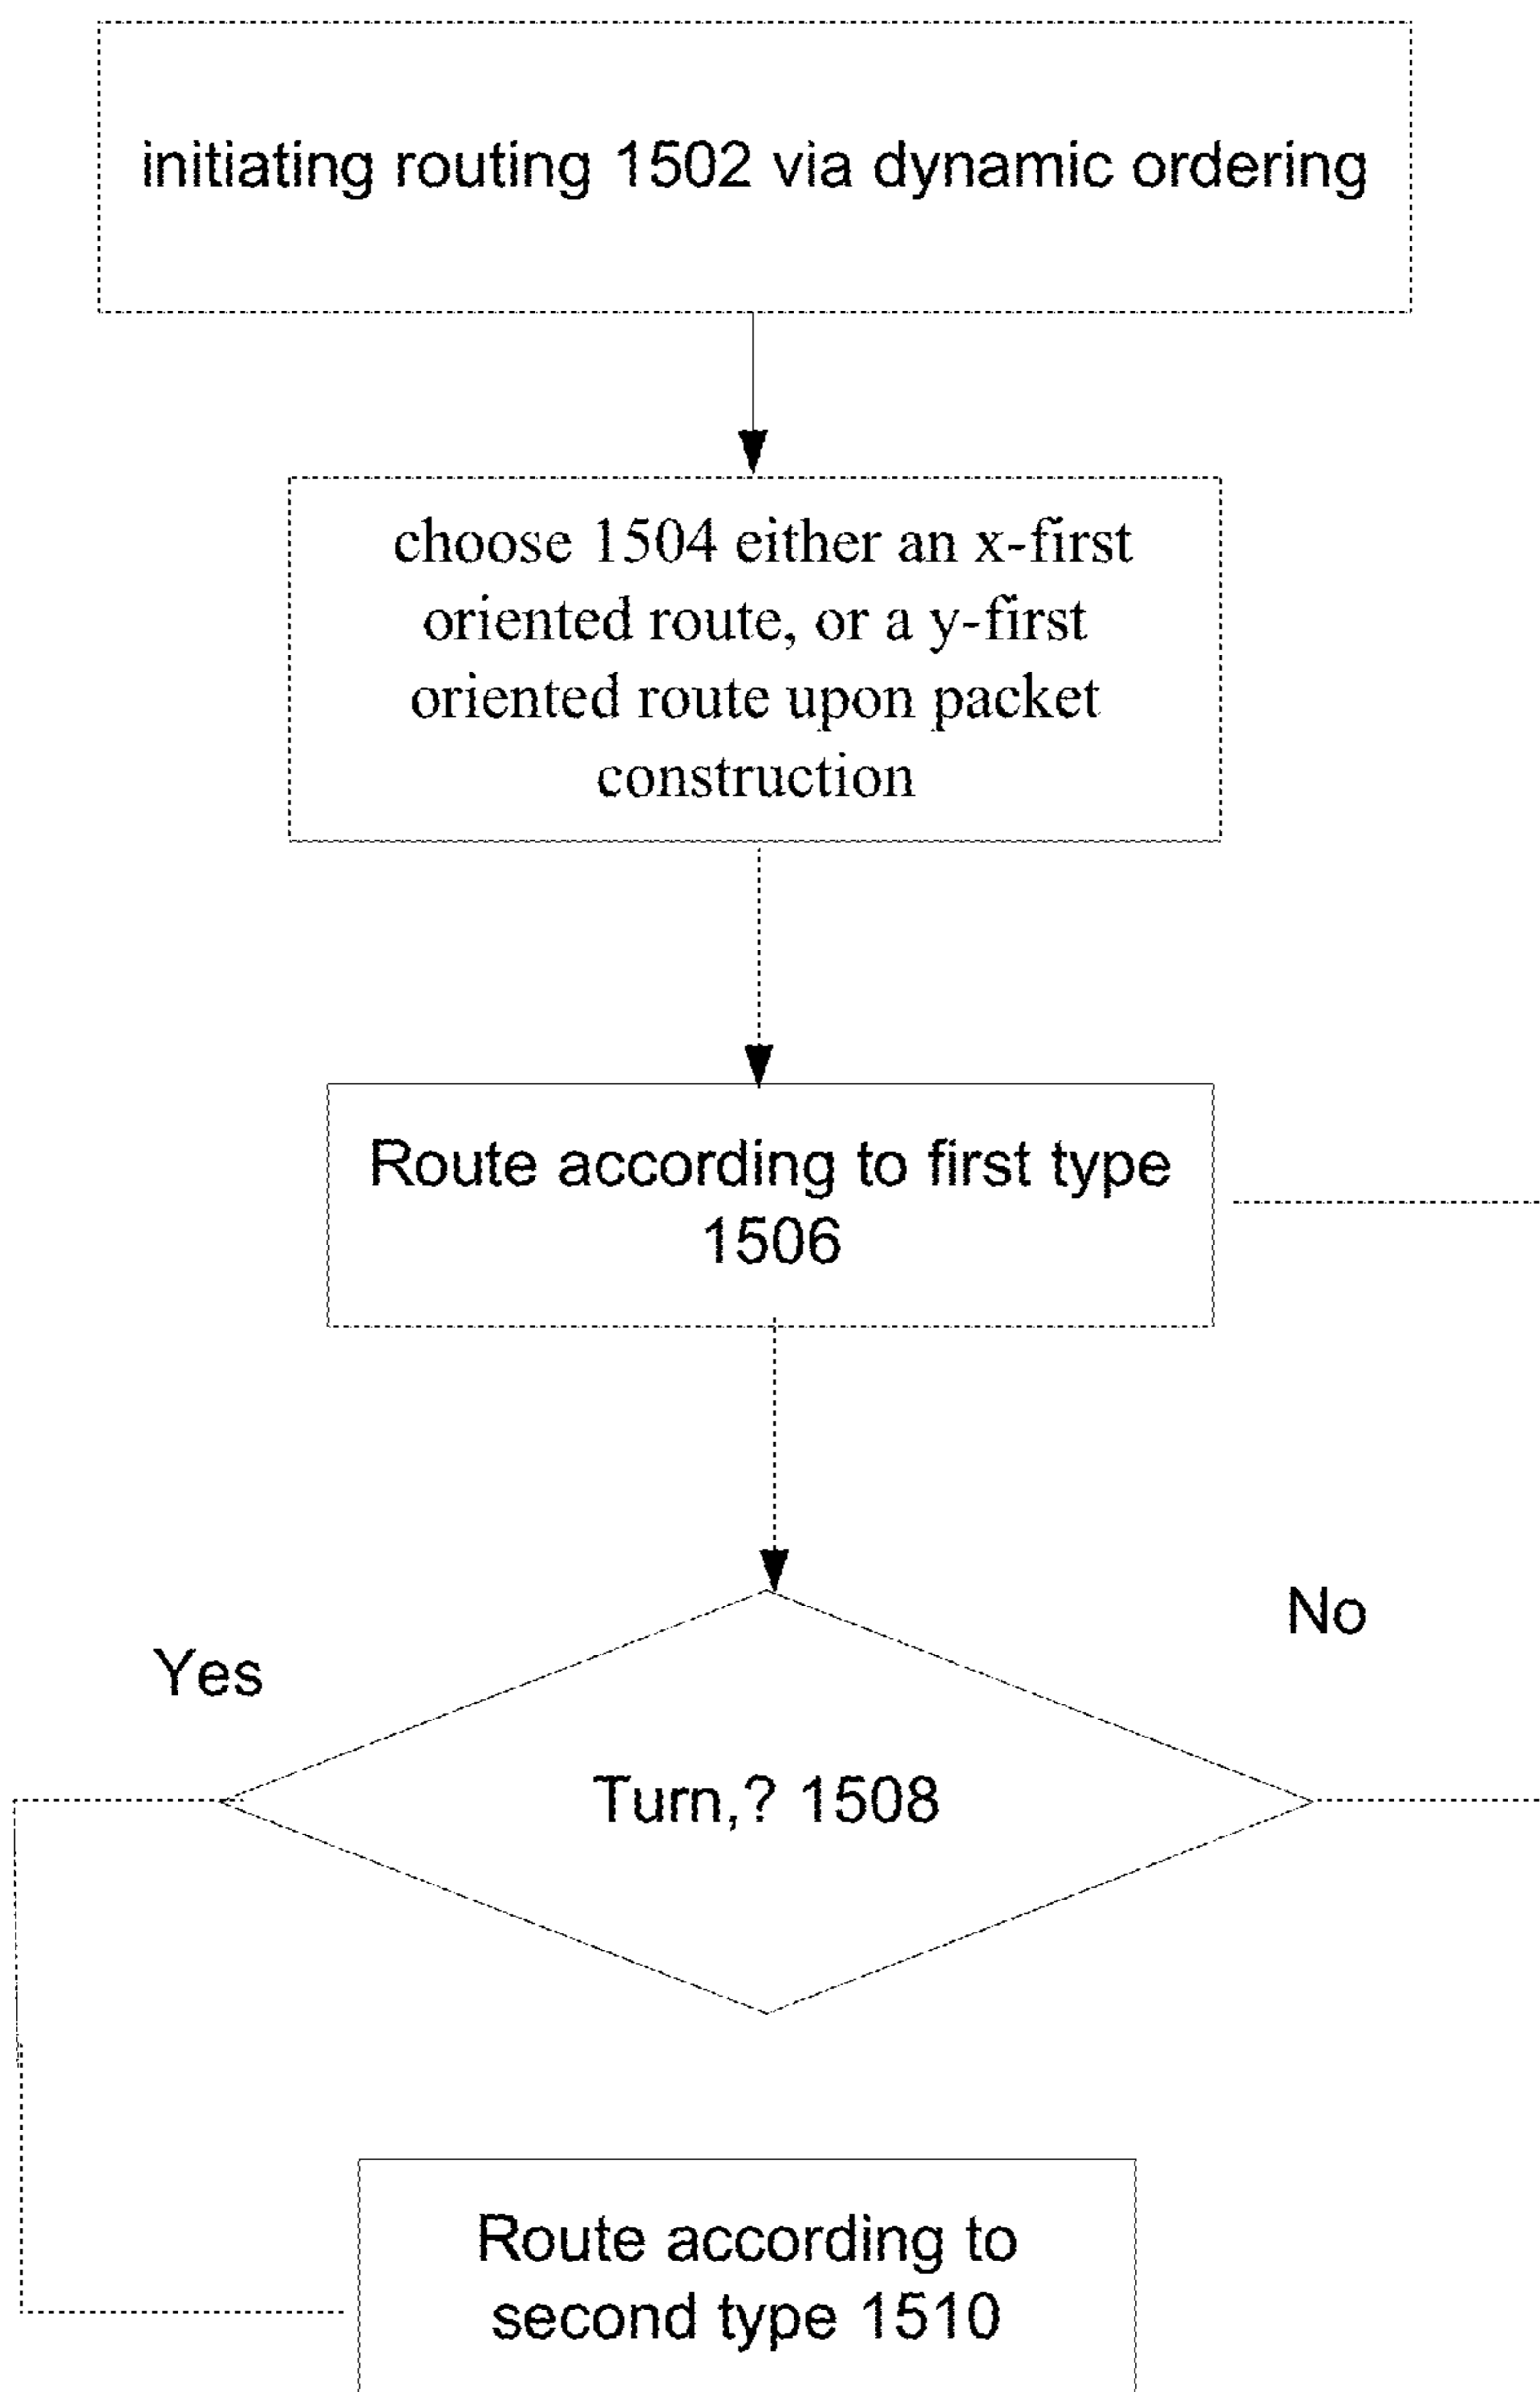 initiating routing 1502 via dynamic ordering
choose 1504 either an x-first
oriented route, or a y-first
oriented route upon packet
construction
Route according to first type
1506
No
Yes
Turn,? 1508
Route according to
second type 1510